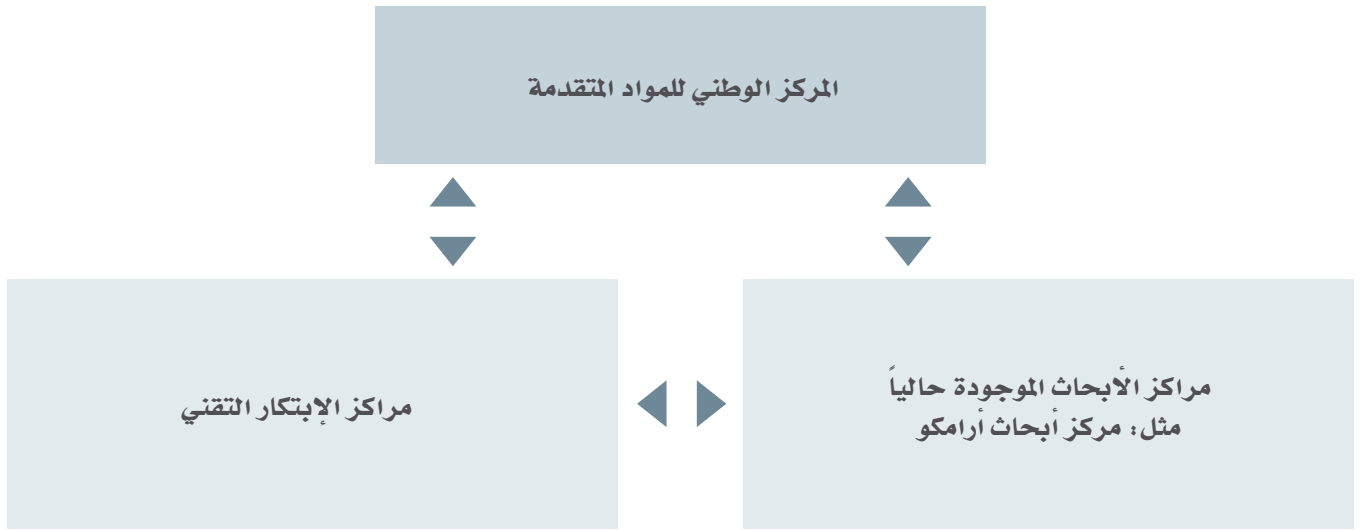 المركز الوطني للمواد المتقدمة
مراكز الأبحاث الموجودة حالياً
مثل: مركز أبحاث أرامكو
مراكز الإبتكار التقني